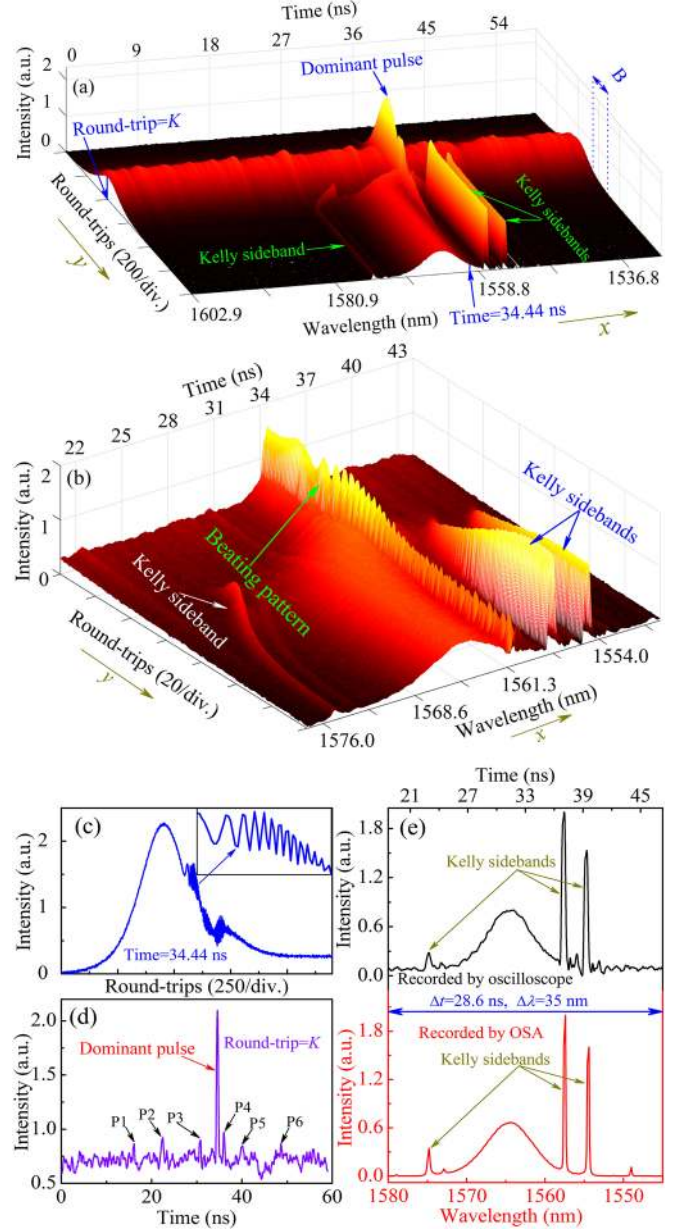 0 9 18 27 36 45 54
Time (ns)
(a)
Dominant pulse
B
Intensity (a.u.)
2
1
0
Round-trip=K
Round-trips (200/div.)
y
Kelly sideband
Kelly sidebands
1602.9 1580.9 1558.8 1536.8
Wavelength (nm)
Time=34.44 ns
x
Time (ns)
22 25 28 31 34 37 40 43
(b)
Intensity (a.u.)
2
1
0
Kelly sidebands
Beating pattern
Kelly sideband
Round-trips (20/div.)
y
1576.0 1568.6 1561.3 1554.0
Wavelength (nm)
x
(c)
Intensity (a.u.)
2
1
0
Time=34.44 ns
Round-trips (250/div.)
(d)
Intensity (a.u.)
2.0
1.5
1.0
0.5
Dominant pulse
Round-trip=K
P1 P2 P3 P4 P5 P6
0 20 40 60
Time (ns)
Time (ns)
21 27 33 39 45
(e)
Intensity (a.u.)
1.8
1.2
0.6
0.0
Kelly sidebands
Recorded by oscilloscope
Δt=28.6 ns, Δλ=35 nm
Recorded by OSA
Kelly sidebands
Intensity (a.u.)
1.8
1.2
0.6
0.0
1580 1570 1560 1550
Wavelength (nm)